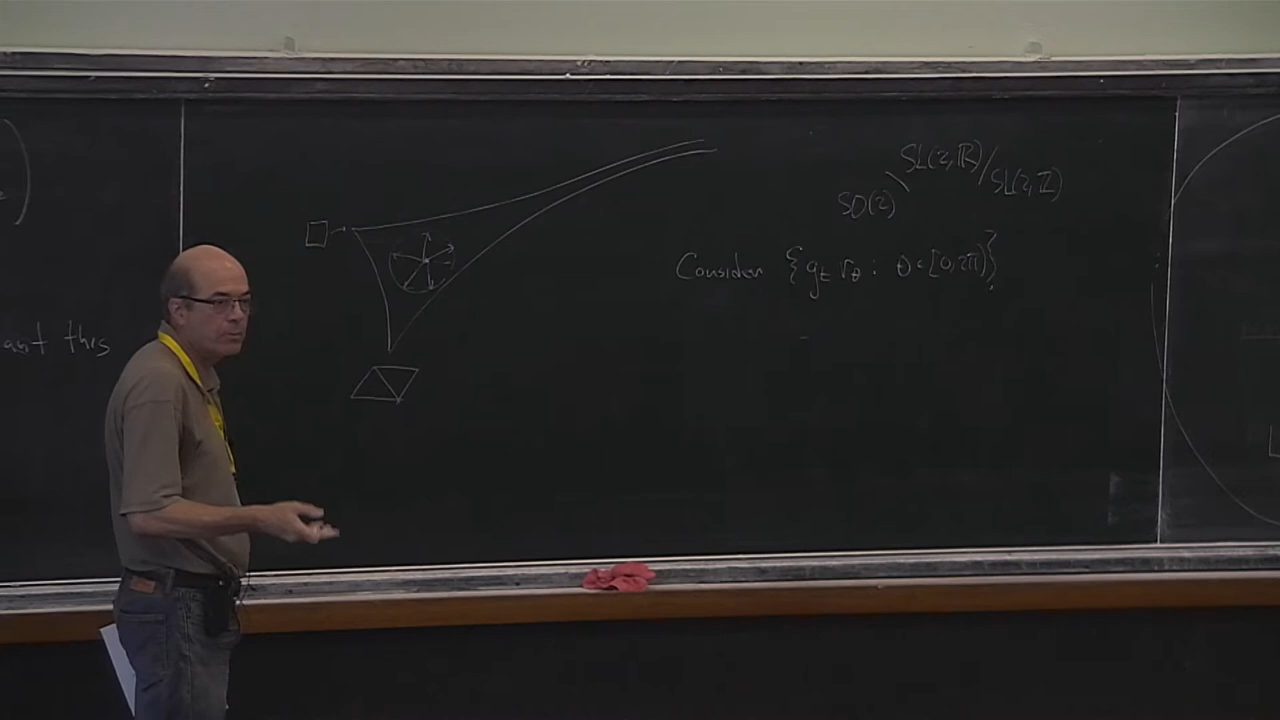 SO(2)\SL(2,ℝ)/SL(2,ℤ)
Consider {g_t r_θ : θ ∈ [0,2π)}
this